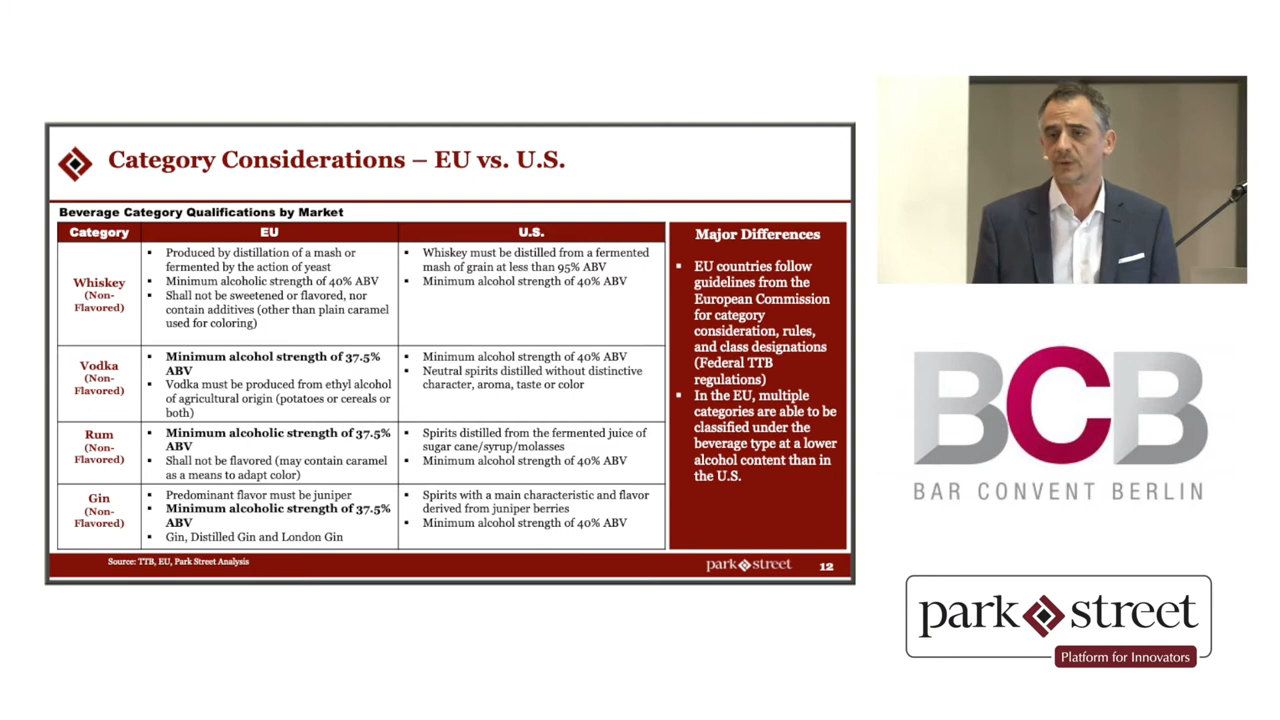 Category Considerations – EU vs. U.S.
Beverage Category Qualifications by Market
Category
EU
U.S.
Whiskey
(Non-
Flavored)
▪ Produced by distillation of a mash or
fermented by the action of yeast
▪ Minimum alcoholic strength of 40% ABV
▪ Shall not be sweetened or flavored, nor
contain additives (other than plain caramel
used for coloring)
▪ Whiskey must be distilled from a fermented
mash of grain at less than 95% ABV
▪ Minimum alcohol strength of 40% ABV
Vodka
(Non-
Flavored)
▪ Minimum alcohol strength of 37.5%
ABV
▪ Vodka must be produced from ethyl alcohol
of agricultural origin (potatoes or cereals or
both)
▪ Minimum alcohol strength of 40% ABV
▪ Neutral spirits distilled without distinctive
character, aroma, taste or color
Rum
(Non-
Flavored)
▪ Minimum alcoholic strength of 37.5%
ABV
▪ Shall not be flavored (may contain caramel
as a means to adapt color)
▪ Spirits distilled from the fermented juice of
sugar cane/syrup/molasses
▪ Minimum alcohol strength of 40% ABV
Gin
(Non-
Flavored)
▪ Predominant flavor must be juniper
▪ Minimum alcoholic strength of 37.5%
ABV
▪ Gin, Distilled Gin and London Gin
▪ Spirits with a main characteristic and flavor
derived from juniper berries
▪ Minimum alcohol strength of 40% ABV
Major Differences
▪ EU countries follow
guidelines from the
European Commission
for category
consideration, rules,
and class designations
(Federal TTB
regulations)
▪ In the EU, multiple
categories are able to be
classified under the
beverage type at a lower
alcohol content than in
the U.S.
Source: TTB, EU, Park Street Analysis
park street
12
BCB
BAR CONVENT BERLIN
park street
Platform for Innovators